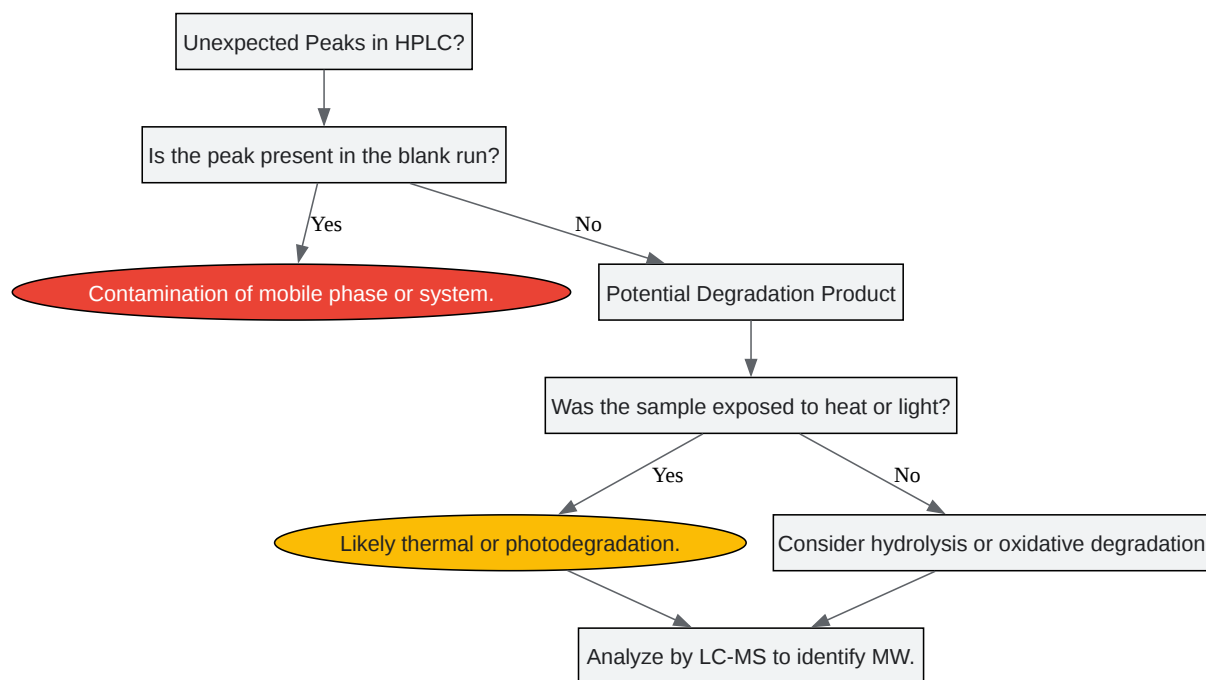 Unexpected Peaks in HPLC?
Is the peak present in the blank run?
Yes
No
Contamination of mobile phase or system.
Potential Degradation Product
Was the sample exposed to heat or light?
Yes
No
Likely thermal or photodegradation.
Consider hydrolysis or oxidative degradation
Analyze by LC-MS to identify MW.